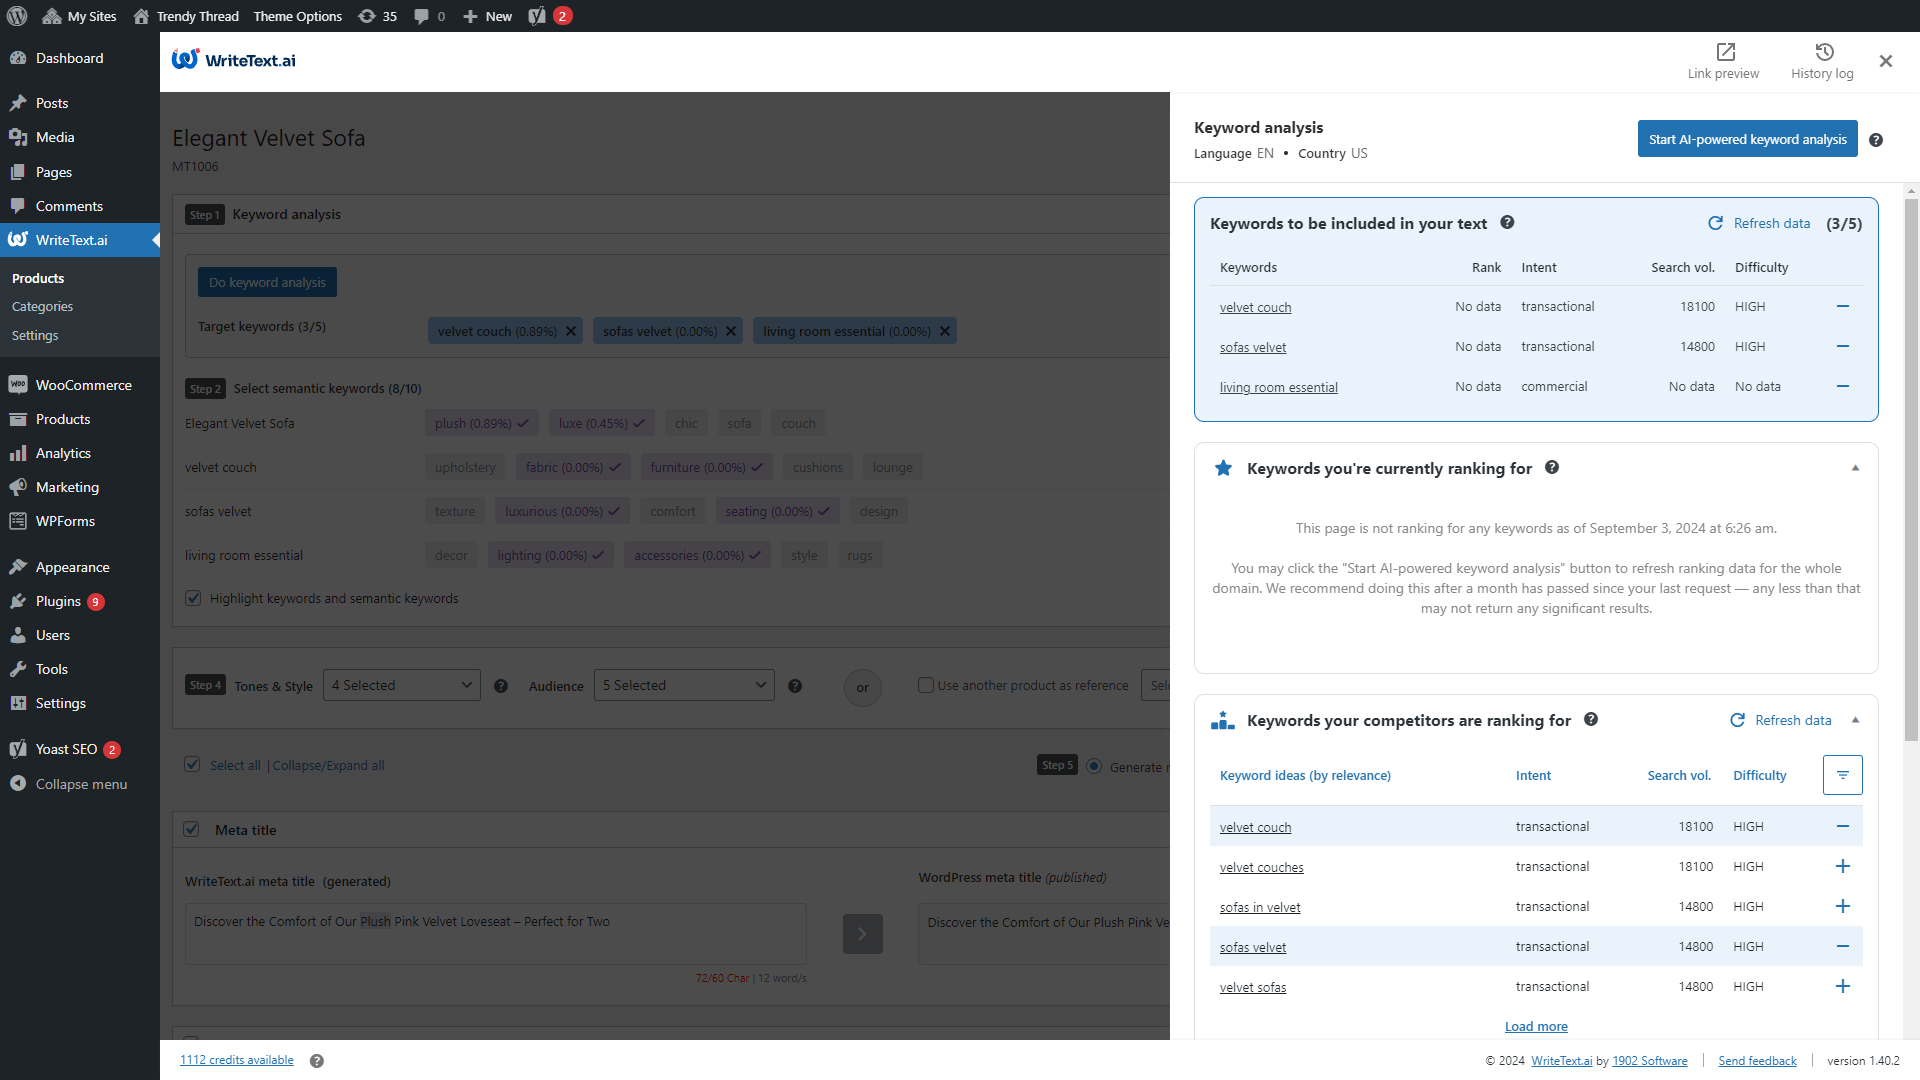 My Sites Trendy Thread Theme Options 35 0 New 2
Dashboard
Posts
Media
Pages
Comments
WriteText.ai
Products
Categories
Settings
WooCommerce
Products
Analytics
Marketing
WPForms
Appearance
Plugins 9
Users
Tools
Settings
Yoast SEO 2
Collapse menu
WriteText.ai
Link preview
History log
Elegant Velvet Sofa
MT1006
Step 1 Keyword analysis
Do keyword analysis
Target keywords (3/5) velvet couch (0.89%) sofas velvet (0.00%) living room essential (0.00%)
Step 2 Select semantic keywords (8/10)
Elegant Velvet Sofa plush (0.89%) luxe (0.45%) chic sofa couch
velvet couch upholstery fabric (0.00%) furniture (0.00%) cushions lounge
sofas velvet texture luxurious (0.00%) comfort seating (0.00%) design
living room essential decor lighting (0.00%) accessories (0.00%) style rugs
Highlight keywords and semantic keywords
Step 4 Tones & Style 4 Selected Audience 5 Selected or Use another product as reference Sel
Select all | Collapse/Expand all
Step 5 Generate
Meta title
WriteText.ai meta title (generated)
Discover the Comfort of Our Plush Pink Velvet Loveseat – Perfect for Two
72/60 Char | 12 word/s
WordPress meta title (published)
Discover the Comfort of Our Plush Pink Ve
Keyword analysis
Language EN • Country US
Start AI-powered keyword analysis
Keywords to be included in your text Refresh data (3/5)
Keywords Rank Intent Search vol. Difficulty
velvet couch No data transactional 18100 HIGH
sofas velvet No data transactional 14800 HIGH
living room essential No data commercial No data No data
Keywords you're currently ranking for
This page is not ranking for any keywords as of September 3, 2024 at 6:26 am.
You may click the "Start AI-powered keyword analysis" button to refresh ranking data for the whole
domain. We recommend doing this after a month has passed since your last request — any less than that
may not return any significant results.
Keywords your competitors are ranking for Refresh data
Keyword ideas (by relevance) Intent Search vol. Difficulty
velvet couch transactional 18100 HIGH
velvet couches transactional 18100 HIGH
sofas in velvet transactional 14800 HIGH
sofas velvet transactional 14800 HIGH
velvet sofas transactional 14800 HIGH
Load more
1112 credits available
© 2024 WriteText.ai by 1902 Software | Send feedback | version 1.40.2